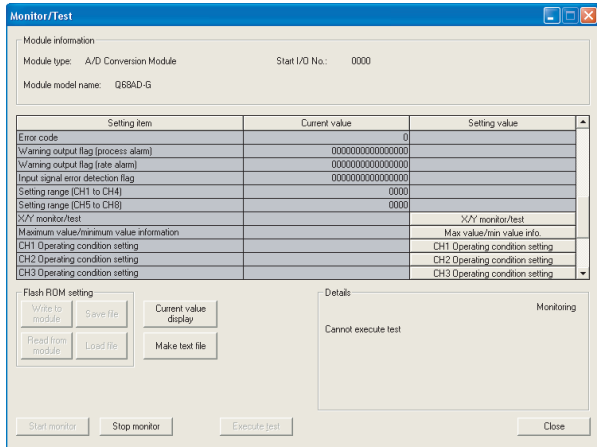 Monitor/Test
Module information
Module type: A/D Conversion Module Start I/O No.: 0000
Module model name: Q68AD-G
Setting item Current value Setting value
Error code 0
Warning output flag (process alarm) 0000000000000000
Warning output flag (rate alarm) 0000000000000000
Input signal error detection flag 0000000000000000
Setting range (CH1 to CH4) 0000
Setting range (CH5 to CH8) 0000
X/Y monitor/test X/Y monitor/test
Maximum value/minimum value information Max value/min value info.
CH1 Operating condition setting CH1 Operating condition setting
CH2 Operating condition setting CH2 Operating condition setting
CH3 Operating condition setting CH3 Operating condition setting
Flash ROM setting
Write to module
Save file
Current value display
Read from module
Load file
Make text file
Details
Monitoring
Cannot execute test
Start monitor Stop monitor Execute test Close